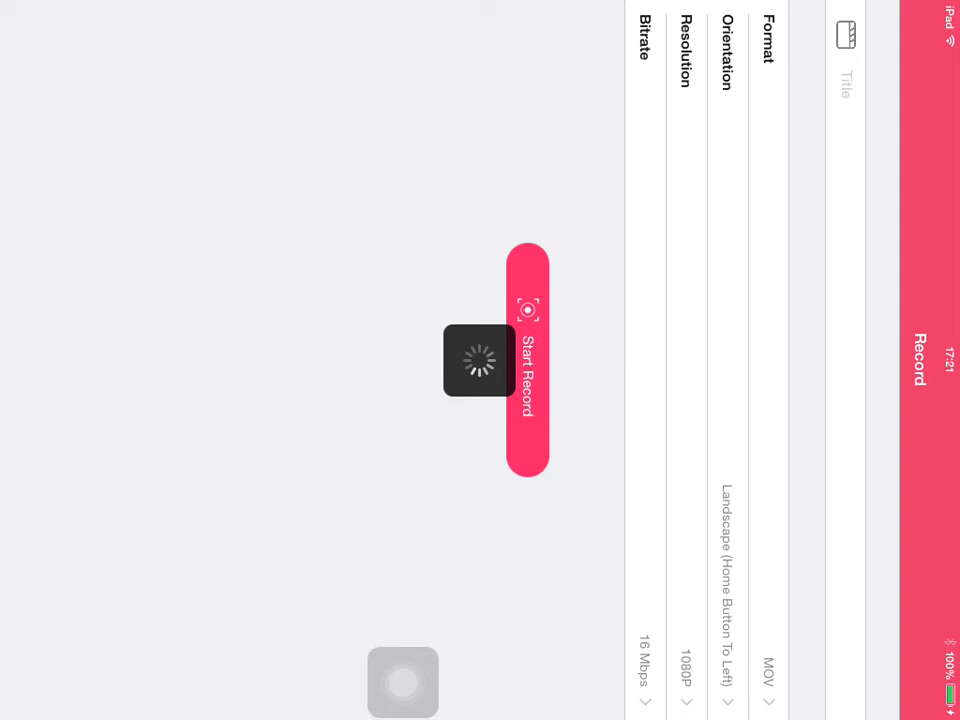 iPad 17:21 100%
Record
Title
Format MOV
Orientation Landscape (Home Button To Left)
Resolution 1080P
Bitrate 16 Mbps
Start Record